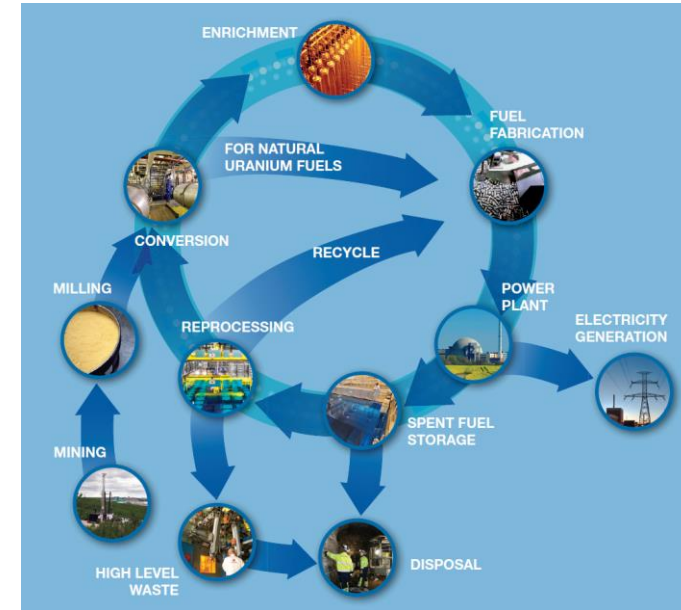 ENRICHMENT
FUEL
FABRICATION
FOR NATURAL
URANIUM FUELS
CONVERSION
RECYCLE
MILLING
REPROCESSING
POWER
PLANT
ELECTRICITY
GENERATION
SPENT FUEL
STORAGE
MINING
HIGH LEVEL
WASTE
DISPOSAL